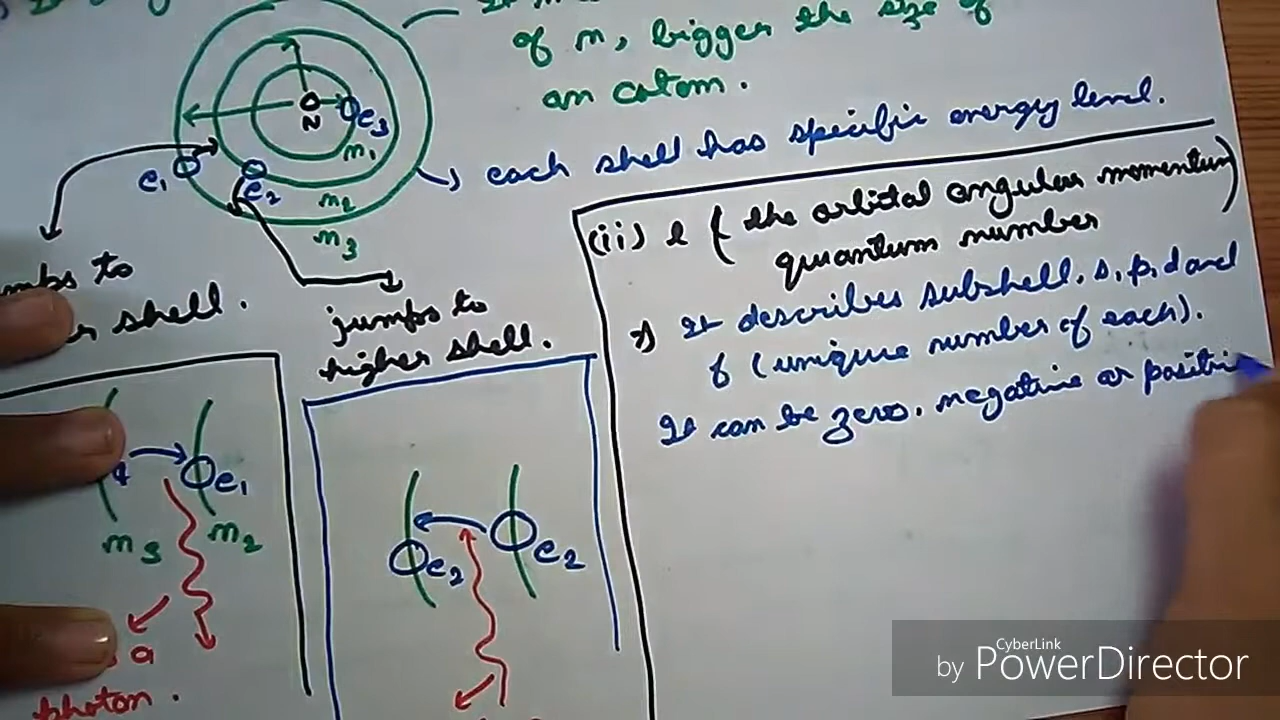 of n, bigger the size of
an atom.
N
e3
n1
e1
e2
n2
n3
each shell has specific energy level.
(ii) l (the orbital angular momentum)
quantum number
It describes subshell. s, p, d and
f (unique number of each).
It can be zero. negative or positi
to
shell.
jumps to
higher shell.
e1
n3
n2
e2
e2
a
photon.
CyberLink
by PowerDirector